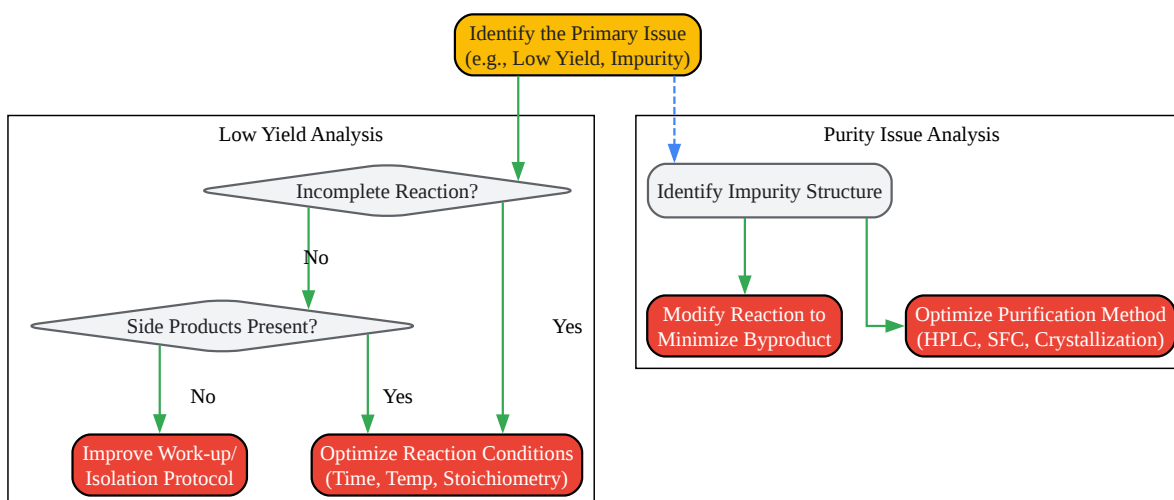 Identify the Primary Issue
(e.g., Low Yield, Impurity)
Low Yield Analysis
Incomplete Reaction?
No
Side Products Present?
Yes
No
Yes
Improve Work-up/
Isolation Protocol
Optimize Reaction Conditions
(Time, Temp, Stoichiometry)
Purity Issue Analysis
Identify Impurity Structure
Modify Reaction to
Minimize Byproduct
Optimize Purification Method
(HPLC, SFC, Crystallization)